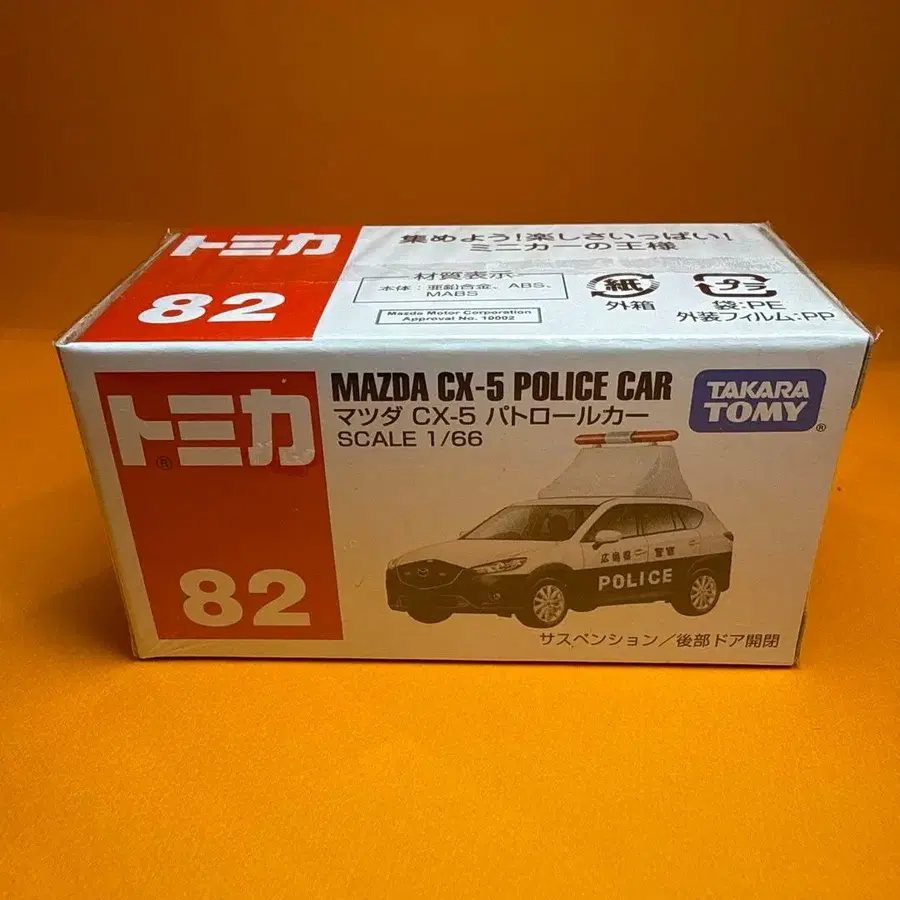 トミカ
82
集めよう!楽しさいっぱい!
ミニカーの王様
材質表示
本体:亜鉛合金、ABS、
MABS
Mazda Motor Corporation
Approval No. 10002
紙
外箱
プラ
袋:PE
外装フィルム:PP
トミカ®
82
MAZDA CX-5 POLICE CAR
マツダ CX-5 パトロールカー
SCALE 1/66
TAKARA
TOMY®
POLICE
サスペンション/後部ドア開閉